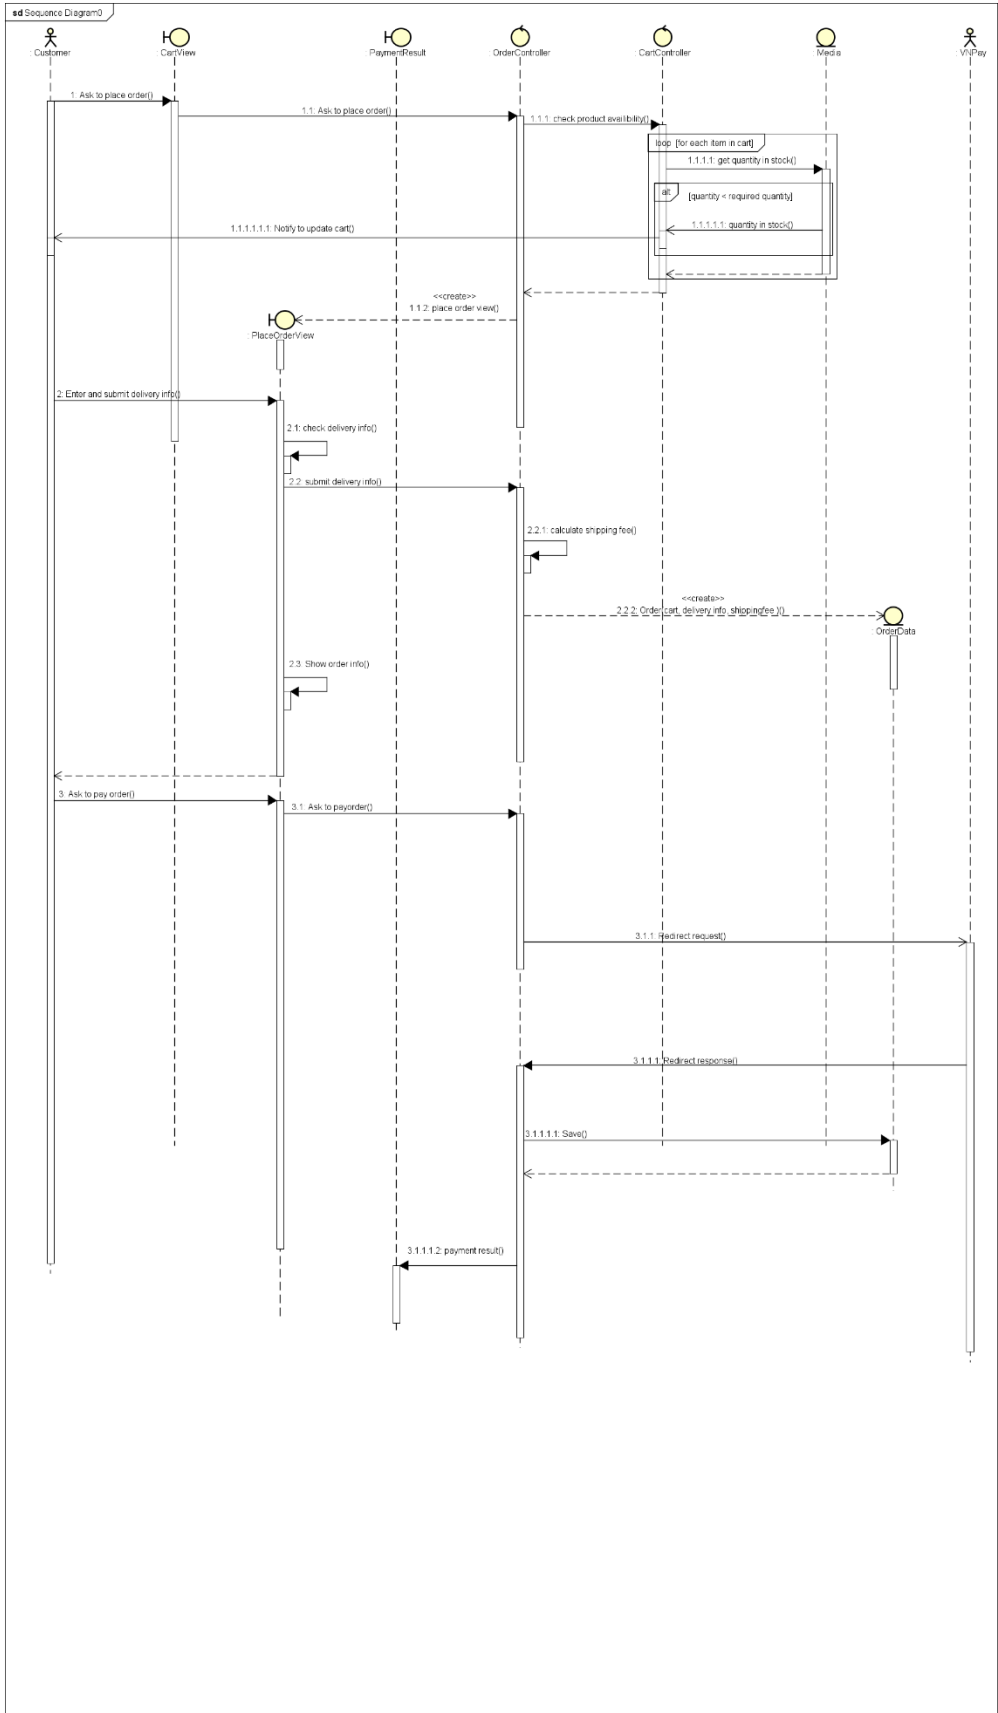 sd Sequence Diagram0
: Customer
: CartView
: PaymentResult
: OrderController
: CartController
: Media
: VNPay
1: Ask to place order()
1.1: Ask to place order()
1.1.1: check product availibility()
loop [for each item in cart]
1.1.1.1: get quantity in stock()
alt
[quantity < required quantity]
1.1.1.1.1: quantity in stock()
1.1.1.1.1.1: Notify to update cart()
<<create>>
1.1.2: place order view()
: PlaceOrderView
2: Enter and submit delivery info()
2.1: check delivery info()
2.2: submit delivery info()
2.2.1: calculate shipping fee()
<<create>>
2.2.2: Order(cart, delivery info, shippingfee )()
: OrderData
2.3: Show order info()
3: Ask to pay order()
3.1: Ask to payorder()
3.1.1: Redirect request()
3.1.1.1: Redirect response()
3.1.1.1.1: Save()
3.1.1.1.2: payment result()